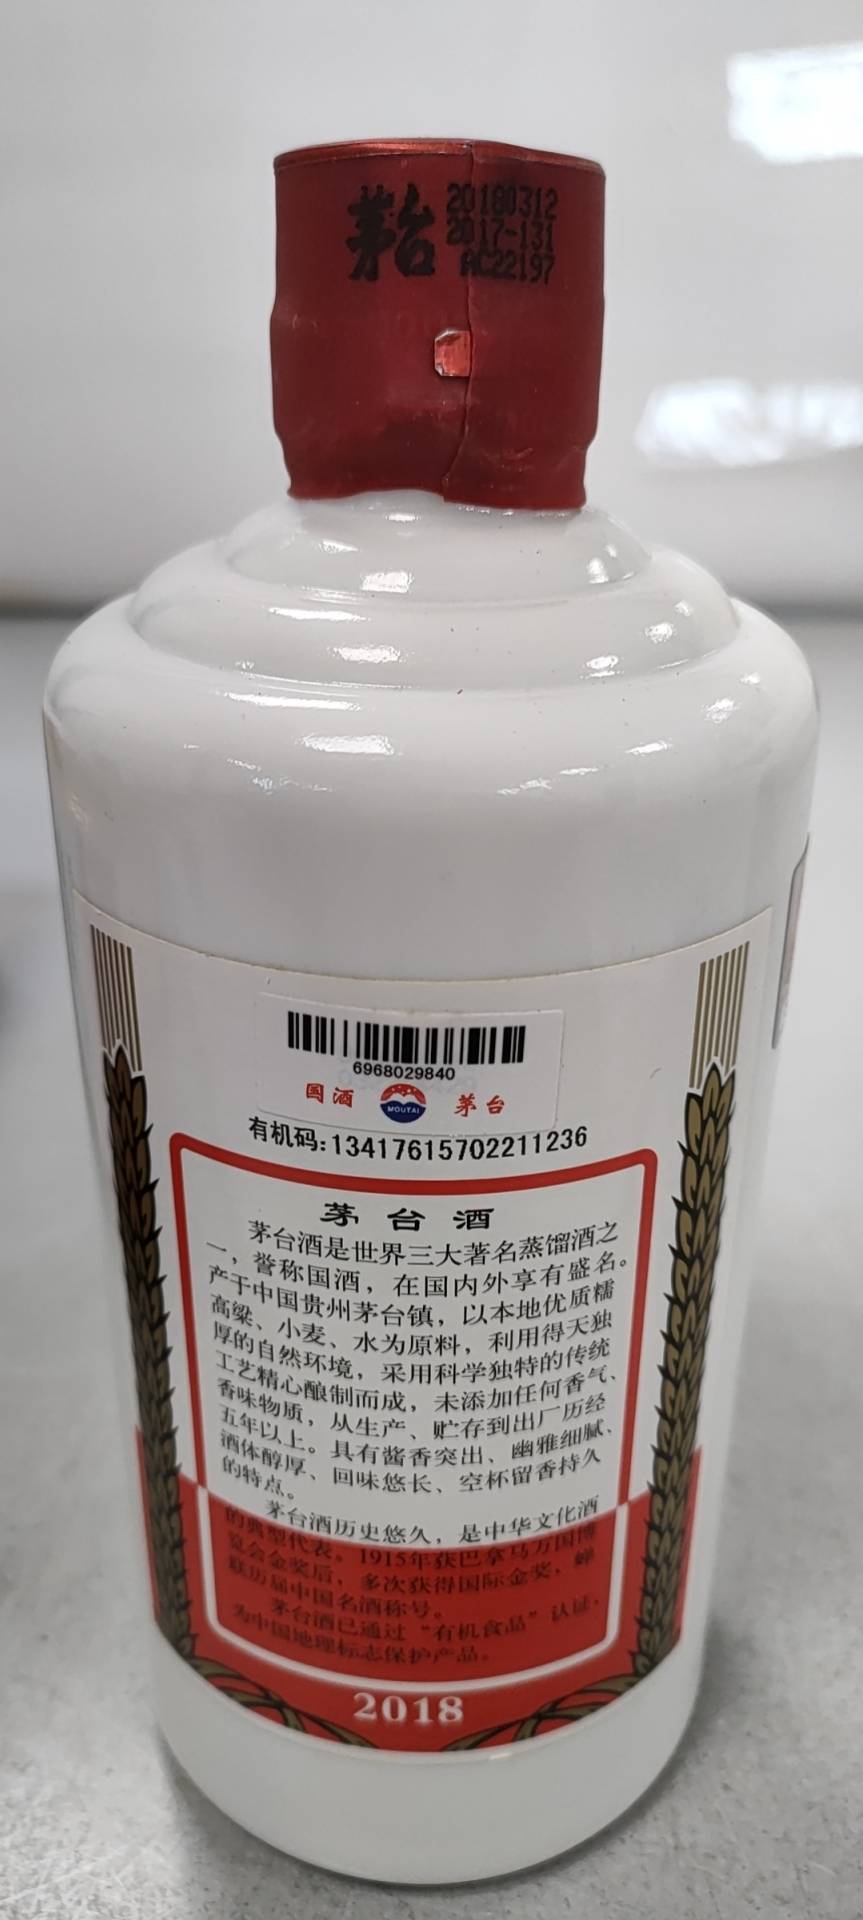 茅台
20180312
2017-131
AC22197
6968029840
国酒
MOUTAI
茅台
有机码:13417615702211236
茅台酒
茅台酒是世界三大著名蒸馏酒之
一，誉称国酒，在国内外享有盛名。
产于中国贵州茅台镇，以本地优质糯
高粱、小麦、水为原料，利用得天独
厚的自然环境，采用科学独特的传统
工艺精心酿制而成，未添加任何香气、
香味物质，从生产、贮存到出厂历经
五年以上。具有酱香突出、幽雅细腻、
酒体醇厚、回味悠长、空杯留香持久
的特点。
茅台酒历史悠久，是中华文化酒
的典型代表。1915年获巴拿马万国博
览会金奖后，多次获得国际金奖，蝉
联历届中国名酒称号。
茅台酒已通过“有机食品”认证，
为中国地理标志保护产品。
2018